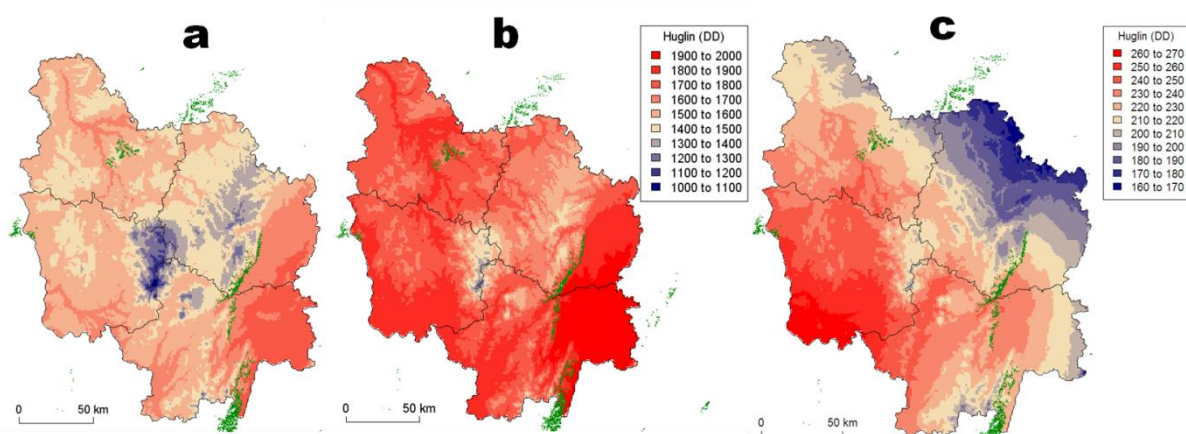 a
b
c
Huglin (DD)
1900 to 2000
1800 to 1900
1700 to 1800
1600 to 1700
1500 to 1600
1400 to 1500
1300 to 1400
1200 to 1300
1100 to 1200
1000 to 1100
Huglin (DD)
260 to 270
250 to 260
240 to 250
230 to 240
220 to 230
210 to 220
200 to 210
190 to 200
180 to 190
170 to 180
160 to 170
0 50 km
0 50 km
0 50 km